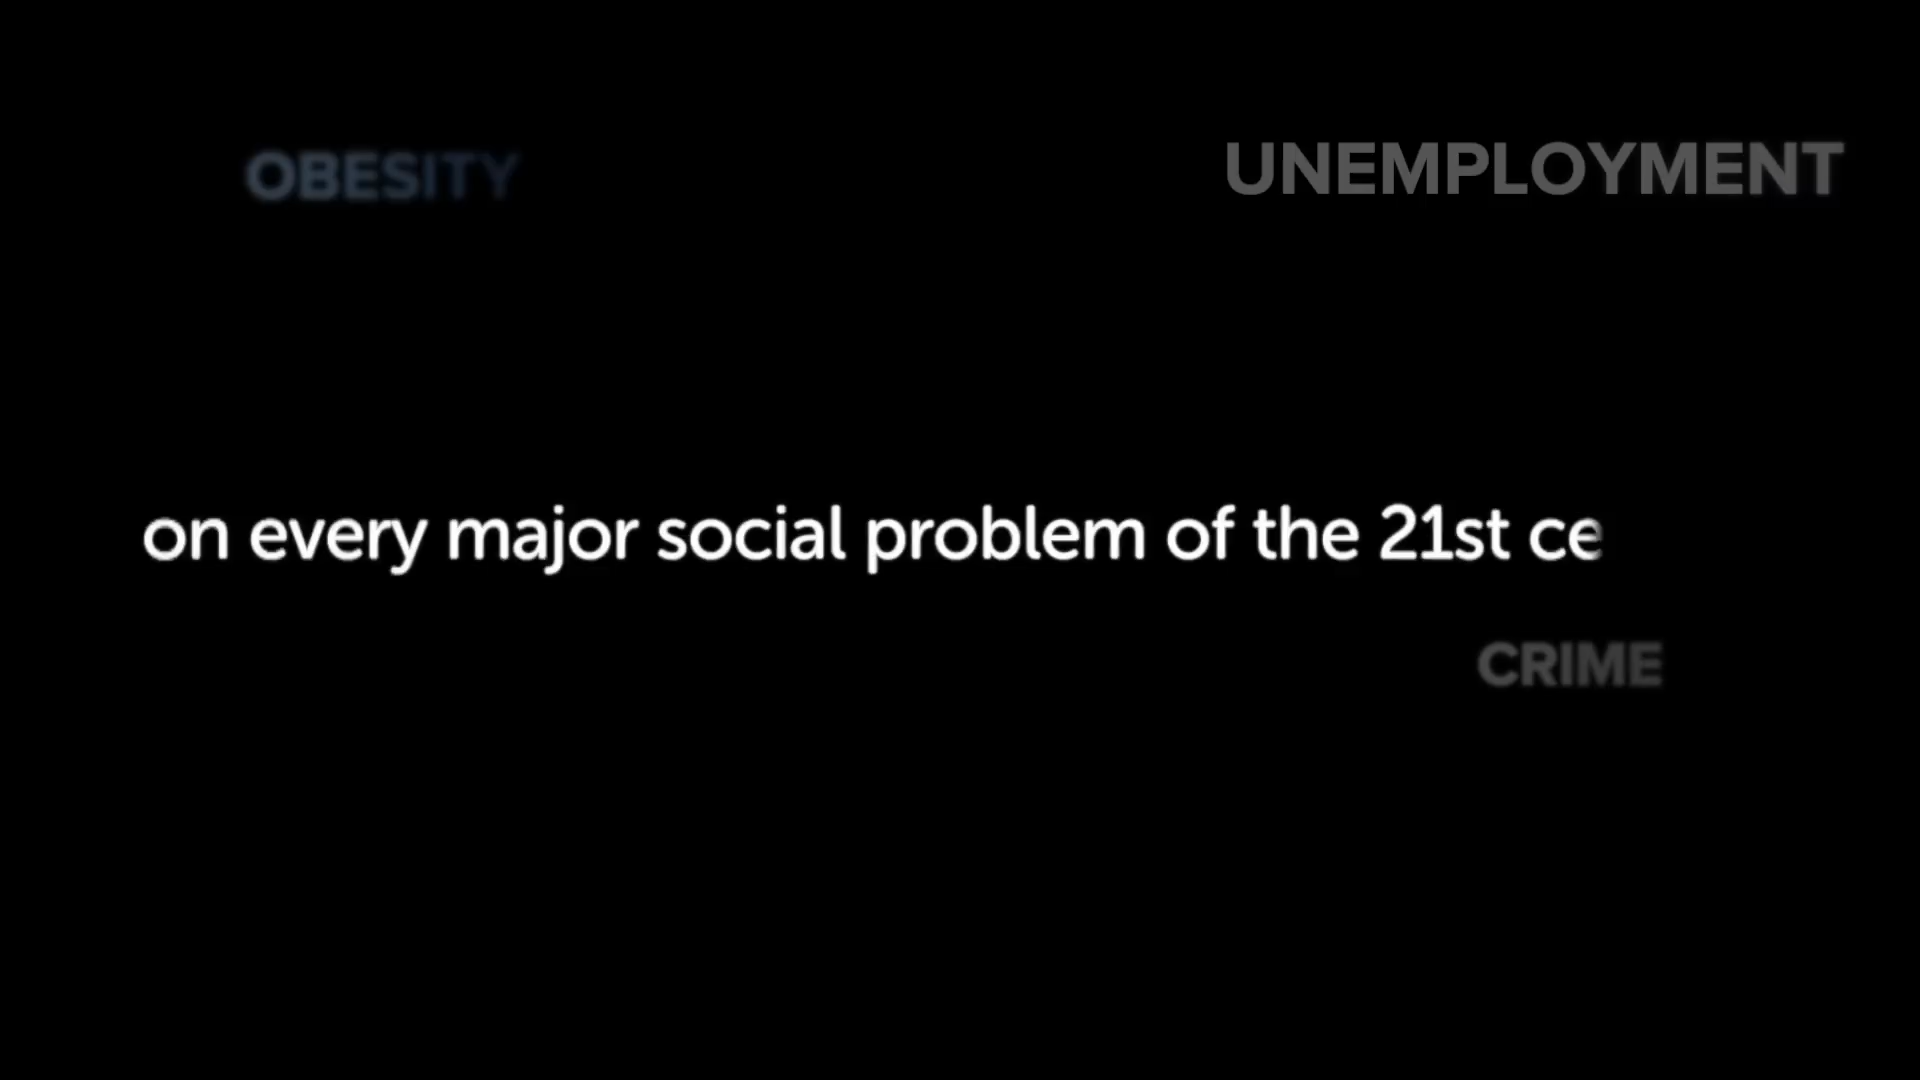 OBESITY
UNEMPLOYMENT
on every major social problem of the 21st ce
CRIME